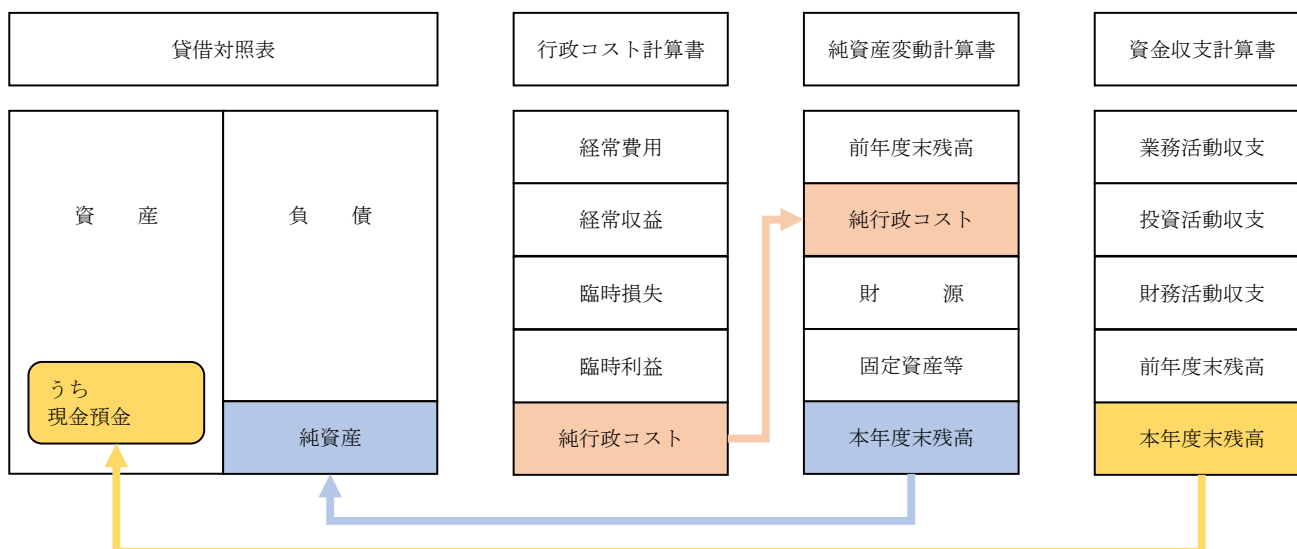 貸借対照表
行政コスト計算書
純資産変動計算書
資金収支計算書
資　　産
うち
現金預金
負　　債
純資産
経常費用
経常収益
臨時損失
臨時利益
純行政コスト
前年度末残高
純行政コスト
財　　源
固定資産等
本年度末残高
業務活動収支
投資活動収支
財務活動収支
前年度末残高
本年度末残高